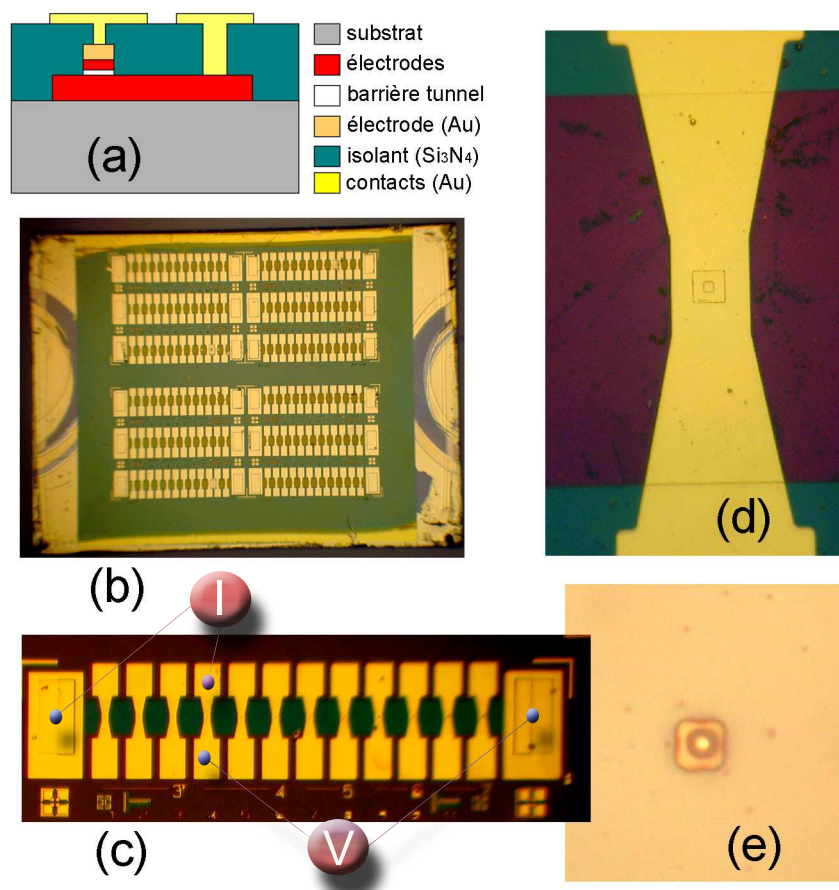 (a)
substrat
électrodes
barrière tunnel
électrode (Au)
isolant (Si₃N₄)
contacts (Au)
(b)
(d)
I
3'
4
5
6
7
V
(c)
(e)